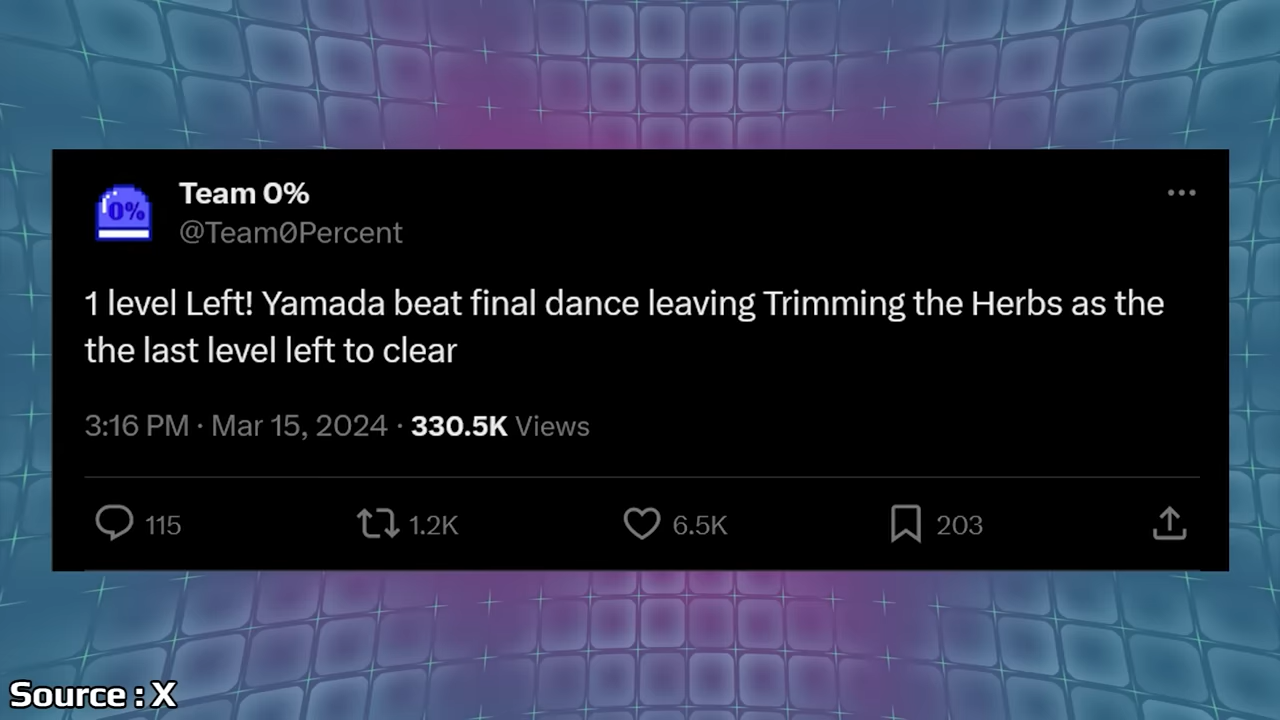 0%
Team 0%
@Team0Percent
1 level Left! Yamada beat final dance leaving Trimming the Herbs as the
the last level left to clear
3:16 PM · Mar 15, 2024 · 330.5K Views
115 1.2K 6.5K 203
Source : X